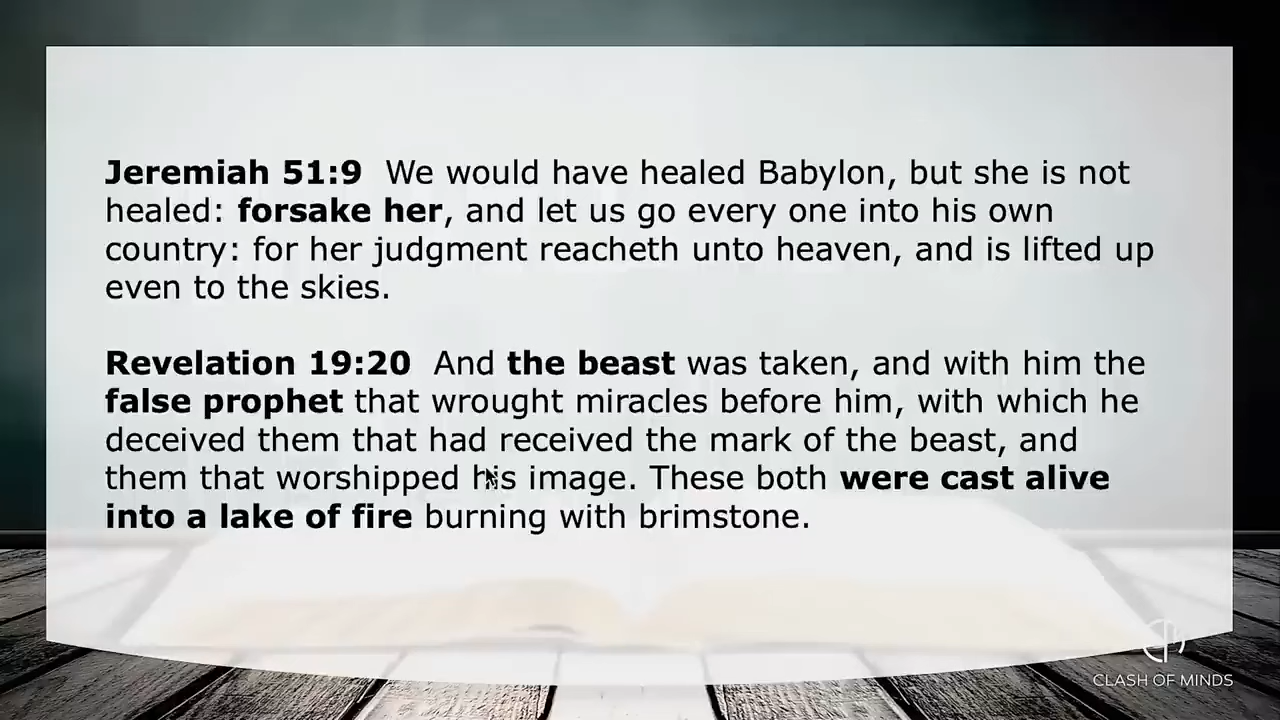 Jeremiah 51:9 We would have healed Babylon, but she is not
healed: forsake her, and let us go every one into his own
country: for her judgment reacheth unto heaven, and is lifted up
even to the skies.
Revelation 19:20 And the beast was taken, and with him the
false prophet that wrought miracles before him, with which he
deceived them that had received the mark of the beast, and
them that worshipped his image. These both were cast alive
into a lake of fire burning with brimstone.
CLASH OF MINDS